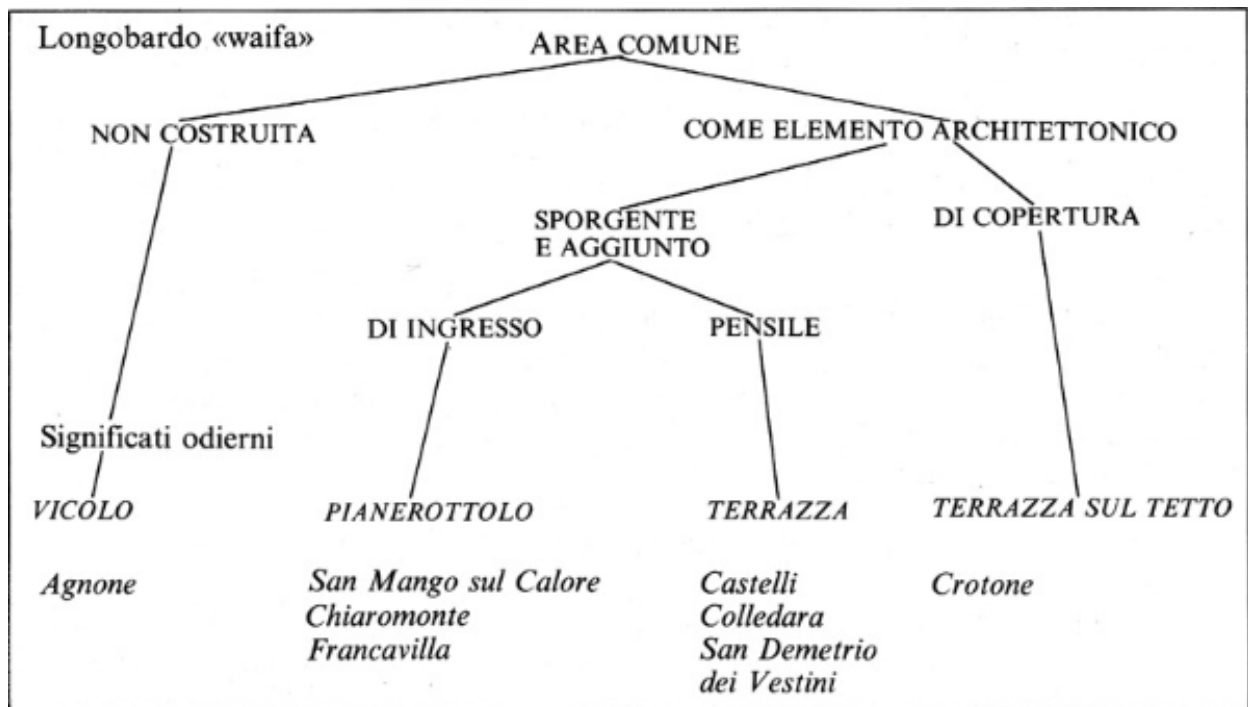 Longobardo «waifa»
AREA COMUNE
NON COSTRUITA
COME ELEMENTO ARCHITETTONICO
SPORGENTE
E AGGIUNTO
DI COPERTURA
DI INGRESSO
PENSILE
Significati odierni
VICOLO
PIANEROTTOLO
TERRAZZA
TERRAZZA SUL TETTO
Agnone
San Mango sul Calore
Chiaromonte
Francavilla
Castelli
Colledara
San Demetrio
dei Vestini
Crotone